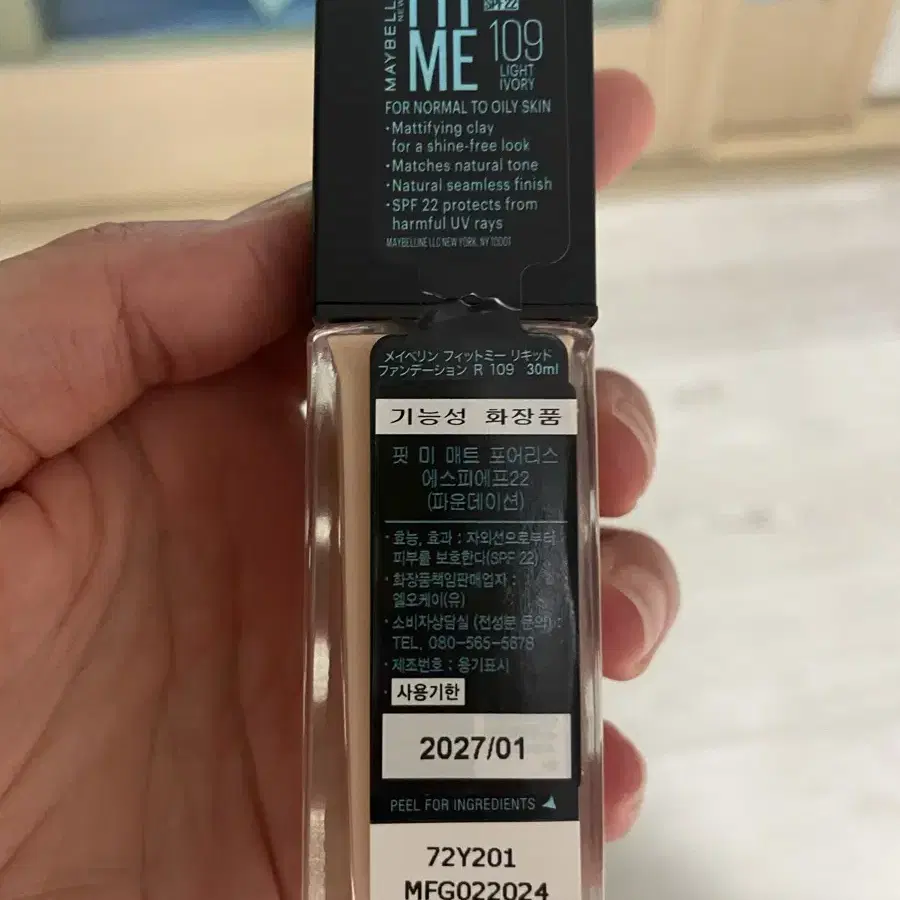 MAYBELL
NEW
FIT
ME
SPF 22
109
LIGHT
IVORY
FOR NORMAL TO OILY SKIN
·Mattifying clay
for a shine-free look
·Matches natural tone
·Natural seamless finish
·SPF 22 protects from
harmful UV rays
MAYBELLINE LLC NEW YORK, NY 10001
メイベリン フィットミー リキッド
ファンデーション R 109 30ml
기능성 화장품
핏 미 매트 포어리스
에스피에프22
(파운데이션)
·효능, 효과 : 자외선으로부터
피부를 보호한다(SPF 22)
·화장품책임판매업자 :
엘오케이(유)
·소비자상담실 (전성분 문의) :
TEL. 080-565-5678
·제조번호 : 용기표시
·사용기한
2027/01
PEEL FOR INGREDIENTS
72Y201
MFG022024